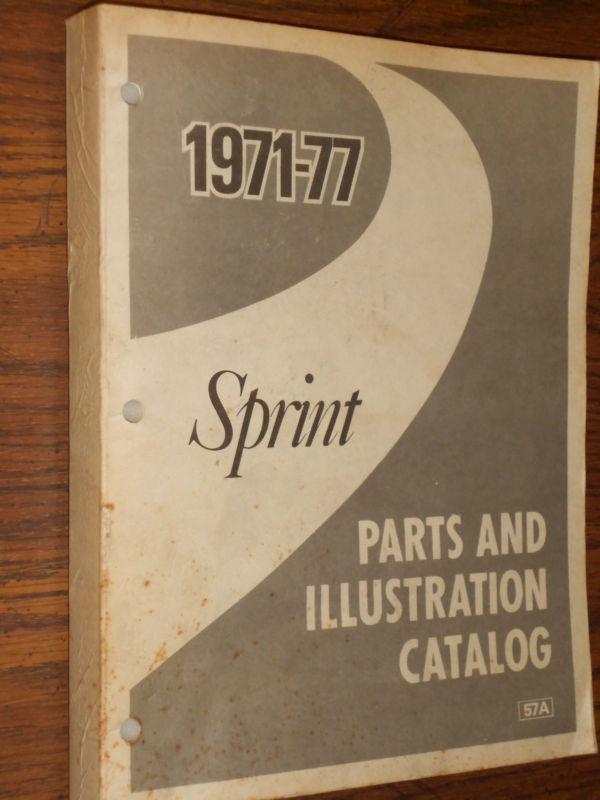 1971-77
Sprint
PARTS AND
ILLUSTRATION
CATALOG
57A